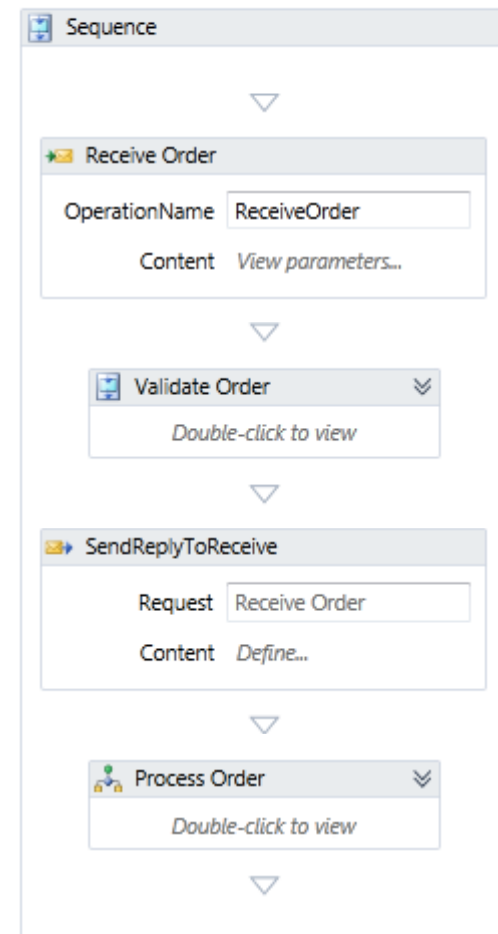 Sequence
Receive Order
OperationName ReceiveOrder
Content View parameters...
Validate Order
Double-click to view
SendReplyToReceive
Request Receive Order
Content Define...
Process Order
Double-click to view